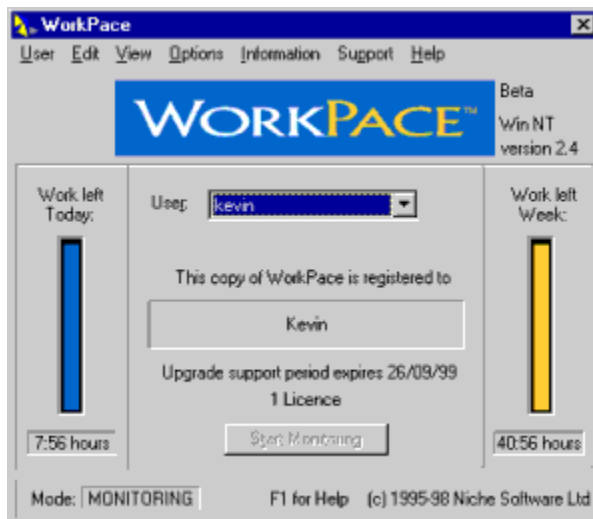 WorkPace
User Edit View Options Information Support Help
WORKPACE™
Beta
Win NT
version 2.4
Work left
Today:
7:56 hours
User: kevin
This copy of WorkPace is registered to
Kevin
Upgrade support period expires 26/09/99
1 Licence
Start Monitoring
Work left
Week:
40:56 hours
Mode: MONITORING F1 for Help (c) 1995-98 Niche Software Ltd